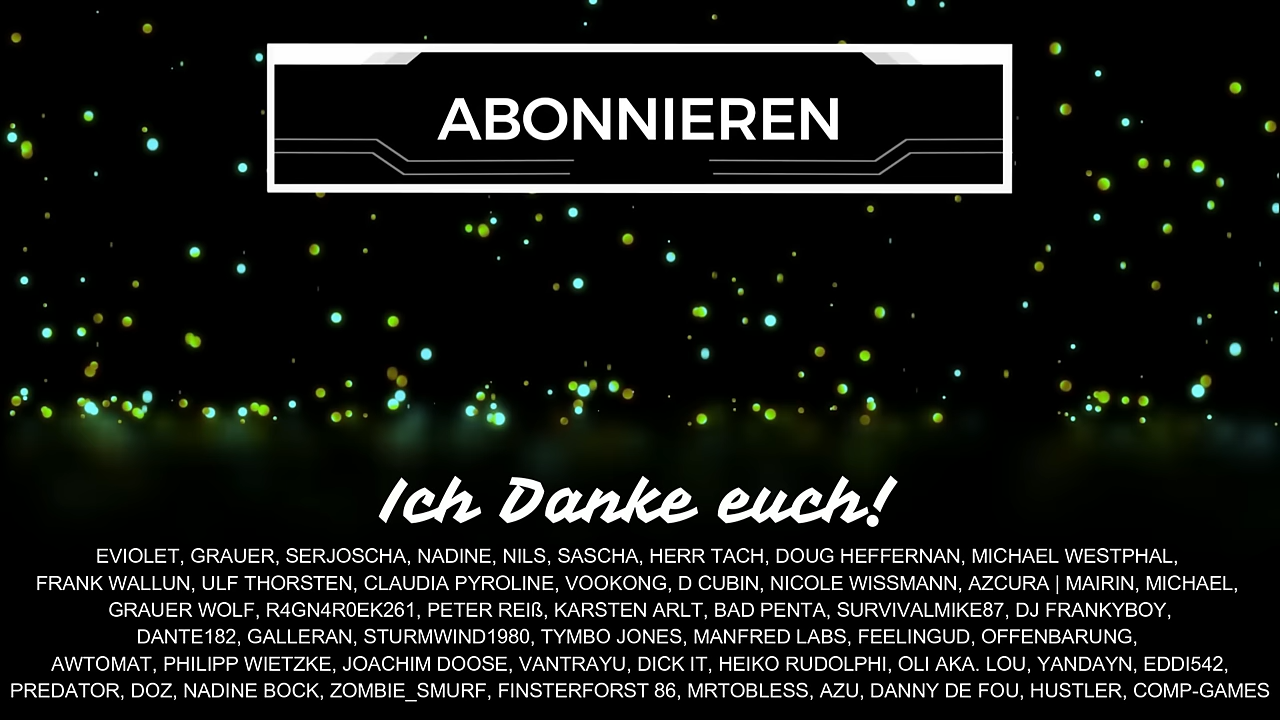 ABONNIEREN
Ich Danke euch!
EVIOLET, GRAUER, SERJOSCHA, NADINE, NILS, SASCHA, HERR TACH, DOUG HEFFERNAN, MICHAEL WESTPHAL,
FRANK WALLUN, ULF THORSTEN, CLAUDIA PYROLINE, VOOKONG, D CUBIN, NICOLE WISSMANN, AZCURA | MAIRIN, MICHAEL,
GRAUER WOLF, R4GN4R0EK261, PETER REIß, KARSTEN ARLT, BAD PENTA, SURVIVALMIKE87, DJ FRANKYBOY,
DANTE182, GALLERAN, STURMWIND1980, TYMBO JONES, MANFRED LABS, FEELINGUD, OFFENBARUNG,
AWTOMAT, PHILIPP WIETZKE, JOACHIM DOOSE, VANTRAYU, DICK IT, HEIKO RUDOLPHI, OLI AKA. LOU, YANDAYN, EDDI542,
PREDATOR, DOZ, NADINE BOCK, ZOMBIE_SMURF, FINSTERFORST 86, MRTOBLESS, AZU, DANNY DE FOU, HUSTLER, COMP-GAMES